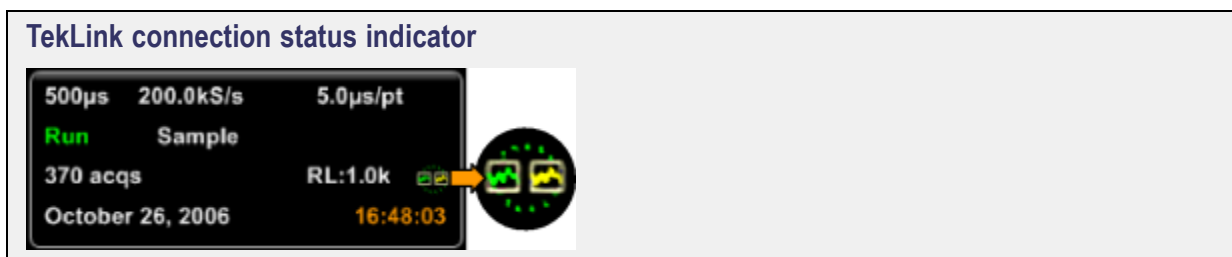 TekLink connection status indicator
500µs 200.0kS/s 5.0µs/pt
Run Sample
370 acqs RL:1.0k
October 26, 2006 16:48:03